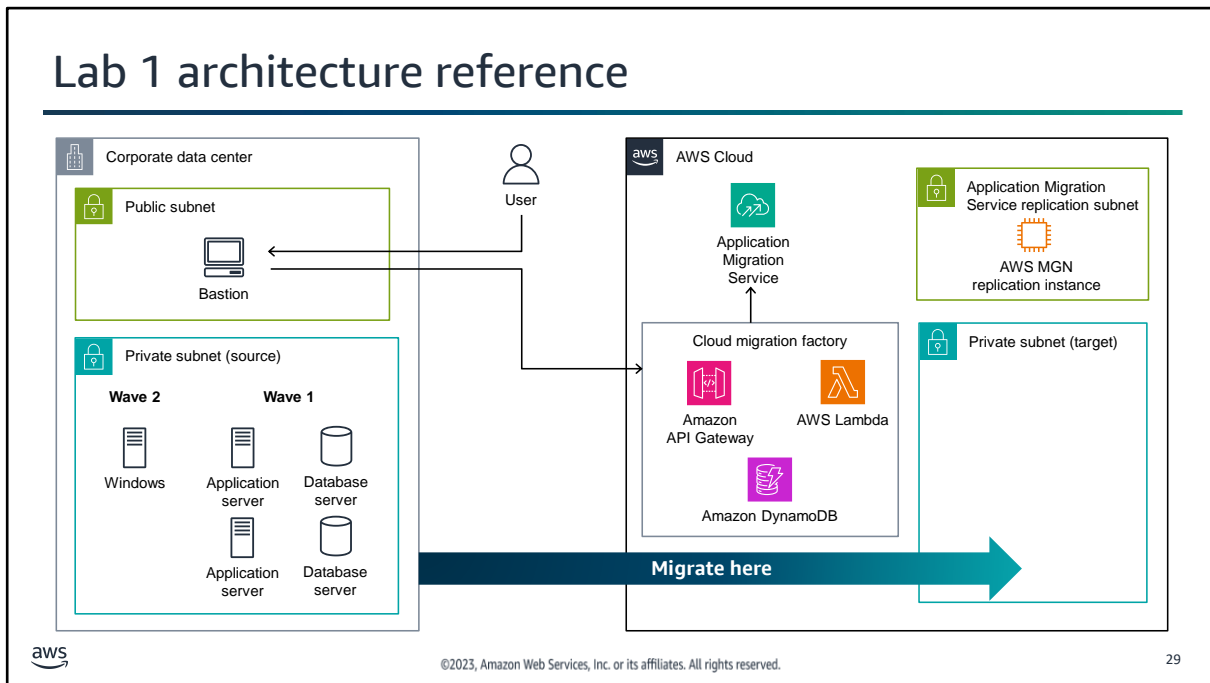 Lab 1 architecture reference
Corporate data center
Public subnet
Bastion
User
Private subnet (source)
Wave 2
Wave 1
Windows
Application
server
Database
server
Application
server
Database
server
aws
AWS Cloud
Application
Migration
Service
Application Migration
Service replication subnet
AWS MGN
replication instance
Cloud migration factory
Amazon
API Gateway
AWS Lambda
Amazon DynamoDB
Private subnet (target)
Migrate here
aws
©2023, Amazon Web Services, Inc. or its affiliates. All rights reserved.
29